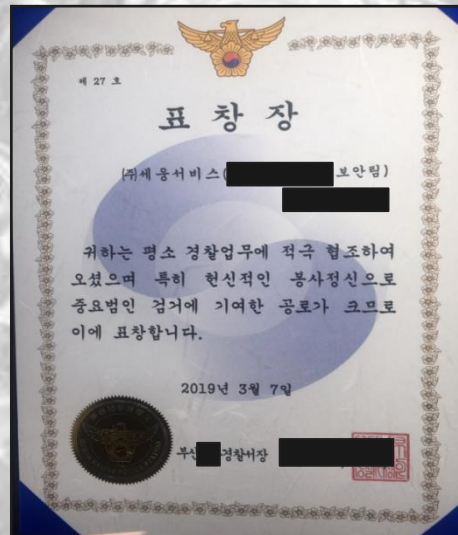 제 27 호
표 창 장
(주)세웅서비스( 보안팀)
귀하는 평소 경찰업무에 적극 협조하여
오셨으며 특히 헌신적인 봉사정신으로
중요범인 검거에 기여한 공로가 크므로
이에 표창합니다.
2019년 3월 7일
부산 경찰서장